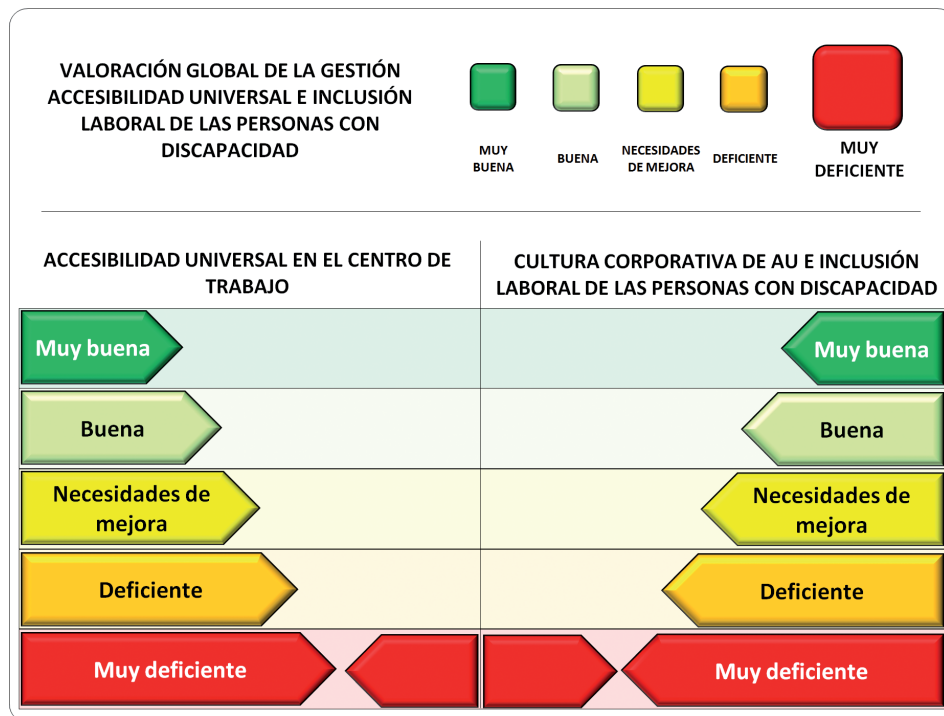 VALORACIÓN GLOBAL DE LA GESTIÓN
ACCESIBILIDAD UNIVERSAL E INCLUSIÓN
LABORAL DE LAS PERSONAS CON
DISCAPACIDAD
MUY
BUENA
BUENA
NECESIDADES
DE MEJORA
DEFICIENTE
MUY
DEFICIENTE
ACCESIBILIDAD UNIVERSAL EN EL CENTRO DE
TRABAJO
CULTURA CORPORATIVA DE AU E INCLUSIÓN
LABORAL DE LAS PERSONAS CON DISCAPACIDAD
Muy buena
Muy buena
Buena
Buena
Necesidades de
mejora
Necesidades de
mejora
Deficiente
Deficiente
Muy deficiente
Muy deficiente